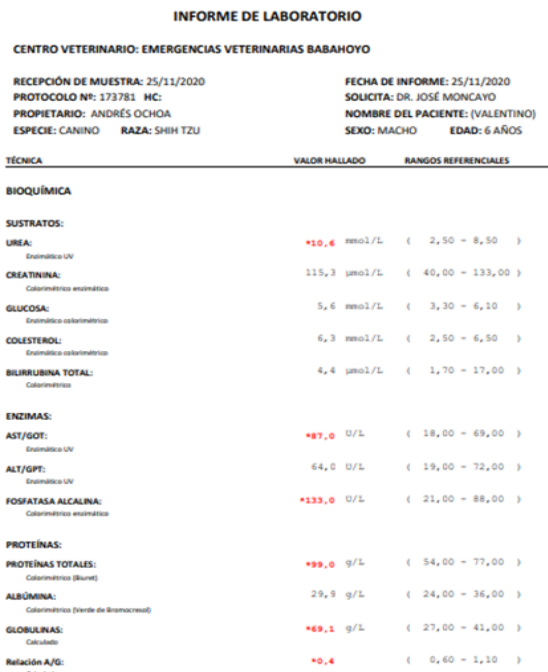 INFORME DE LABORATORIO
CENTRO VETERINARIO: EMERGENCIAS VETERINARIAS BABAHOYO
RECEPCIÓN DE MUESTRA: 25/11/2020 FECHA DE INFORME: 25/11/2020
PROTOCOLO Nº: 173781 HC: SOLICITA: DR. JOSÉ MONCAYO
PROPIETARIO: ANDRÉS OCHOA NOMBRE DEL PACIENTE: (VALENTINO)
ESPECIE: CANINO RAZA: SHIH TZU SEXO: MACHO EDAD: 6 AÑOS
TÉCNICA VALOR HALLADO RANGOS REFERENCIALES
BIOQUÍMICA
SUSTRATOS:
UREA: *10,6 mmol/L ( 2,50 - 8,50 )
Enzimático UV
CREATININA: 115,3 µmol/L ( 40,00 - 133,00 )
Colorimétrico enzimático
GLUCOSA: 5,6 mmol/L ( 3,30 - 6,10 )
Enzimático colorimétrico
COLESTEROL: 6,3 mmol/L ( 2,50 - 6,50 )
Enzimático colorimétrico
BILIRRUBINA TOTAL: 4,4 µmol/L ( 1,70 - 17,00 )
Colorimétrico
ENZIMAS:
AST/GOT: *87,0 U/L ( 18,00 - 69,00 )
Enzimático UV
ALT/GPT: 64,0 U/L ( 19,00 - 72,00 )
Enzimático UV
FOSFATASA ALCALINA: *133,0 U/L ( 21,00 - 88,00 )
Colorimétrico enzimático
PROTEÍNAS:
PROTEÍNAS TOTALES: *99,0 g/L ( 54,00 - 77,00 )
Colorimétrico (Biuret)
ALBÚMINA: 29,9 g/L ( 24,00 - 36,00 )
Colorimétrico (Verde de Bromocresol)
GLOBULINAS: *69,1 g/L ( 27,00 - 41,00 )
Calculado
Relación A/G: *0,4 ( 0,60 - 1,10 )